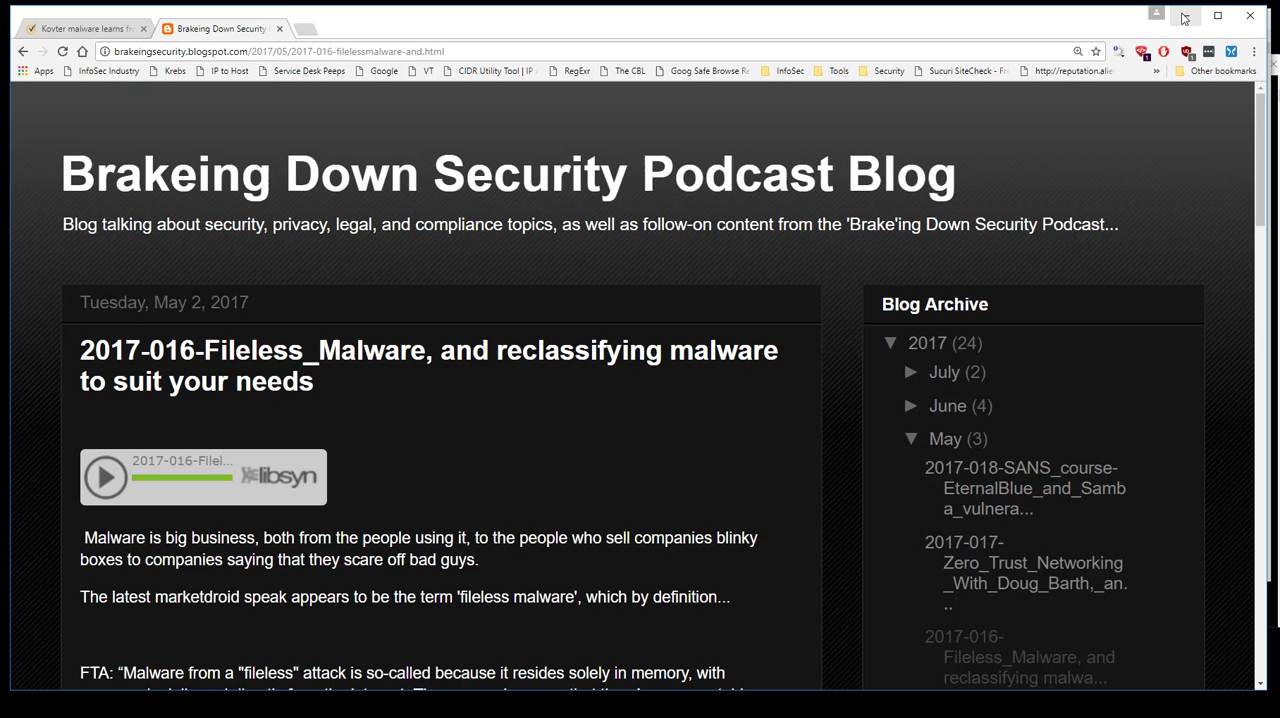 Kovter malware learns fr
Brakeing Down Security
brakeingsecurity.blogspot.com/2017/05/2017-016-filelessmalware-and.html
Apps InfoSec Industry Krebs IP to Host Service Desk Peeps Google VT CIDR Utility Tool | IP RegExr The CBL Goog Safe Browse InfoSec Tools Security Sucuri SiteCheck - Fr http://reputation.alie » Other bookmarks
Brakeing Down Security Podcast Blog
Blog talking about security, privacy, legal, and compliance topics, as well as follow-on content from the 'Brake'ing Down Security Podcast...
Tuesday, May 2, 2017
2017-016-Fileless_Malware, and reclassifying malware
to suit your needs
2017-016-Filel...
libsyn
Malware is big business, both from the people using it, to the people who sell companies blinky
boxes to companies saying that they scare off bad guys.
The latest marketdroid speak appears to be the term 'fileless malware', which by definition...
FTA: “Malware from a "fileless" attack is so-called because it resides solely in memory, with
Blog Archive
▼ 2017 (24)
► July (2)
► June (4)
▼ May (3)
2017-018-SANS_course-
EternalBlue_and_Samb
a_vulnera...
2017-017-
Zero_Trust_Networking
_With_Doug_Barth,_an.
..
2017-016-
Fileless_Malware, and
reclassifying malwa...